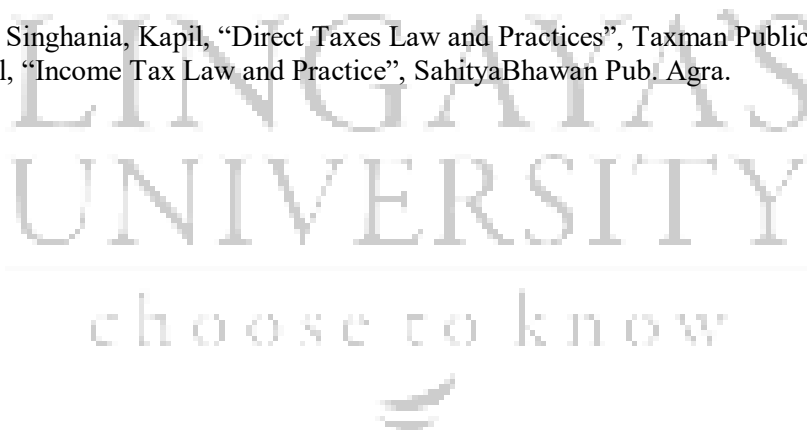 Singhania, Kapil, “Direct Taxes Law and Practices”, Taxman Public
l, “Income Tax Law and Practice”, SahityaBhawan Pub. Agra.
LINGAYA'S
UNIVERSITY
choose to know